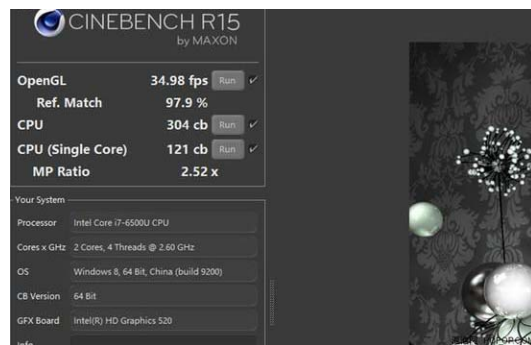 CINEBENCH R15
by MAXON
OpenGL 34.98 fps Run
Ref. Match 97.9 %
CPU 304 cb Run
CPU (Single Core) 121 cb Run
MP Ratio 2.52 x
Your System
Processor Intel Core i7-6500U CPU
Cores x GHz 2 Cores, 4 Threads @ 2.60 GHz
OS Windows 8, 64 Bit, China (build 9200)
CB Version 64 Bit
GFX Board Intel(R) HD Graphics 520
Info